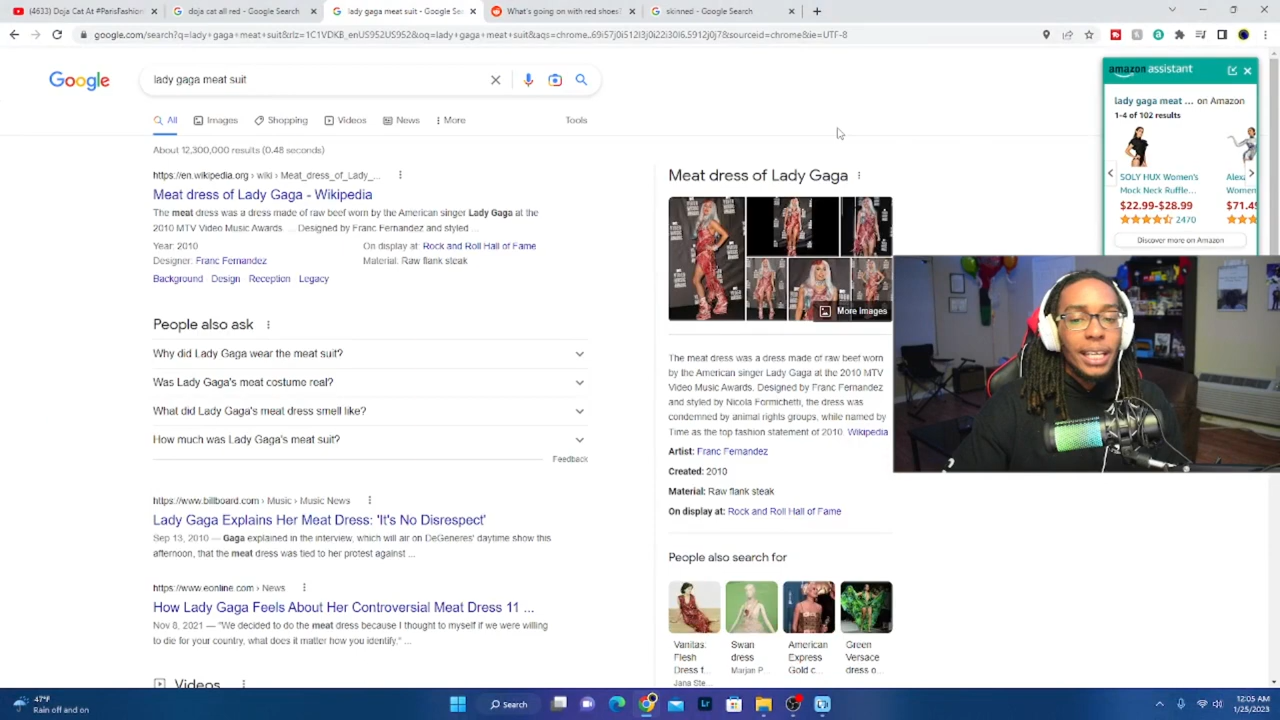 (4633) Doja Cat At #ParisFashion
doja cat all red - Google Search
lady gaga meat suit - Google Se
What's going on with red shoes?
skinned - Google Search
google.com/search?q=lady+gaga+meat+suit&rlz=1C1VDKB_enUS952US952&oq=lady+gaga+meat+suit&aqs=chrome...69i57j0i512l3j0i22i30l6.5912j0j7&sourceid=chrome&ie=UTF-8
Google
lady gaga meat suit
All
Images
Shopping
Videos
News
More
Tools
About 12,300,000 results (0.48 seconds)
https://en.wikipedia.org › wiki › Meat_dress_of_Lady_...
Meat dress of Lady Gaga - Wikipedia
The meat dress was a dress made of raw beef worn by the American singer Lady Gaga at the
2010 MTV Video Music Awards ... Designed by Franc Fernandez and styled ...
Year: 2010
On display at: Rock and Roll Hall of Fame
Designer: Franc Fernandez
Material: Raw flank steak
Background Design Reception Legacy
People also ask
Why did Lady Gaga wear the meat suit?
Was Lady Gaga's meat costume real?
What did Lady Gaga's meat dress smell like?
How much was Lady Gaga's meat suit?
Feedback
https://www.billboard.com › Music › Music News
Lady Gaga Explains Her Meat Dress: 'It's No Disrespect'
Sep 13, 2010 — Gaga explained in the interview, which will air on DeGeneres' daytime show this
afternoon, that the meat dress was tied to her protest against ...
https://www.eonline.com › News
How Lady Gaga Feels About Her Controversial Meat Dress 11 ...
Nov 8, 2021 — "We decided to do the meat dress because I thought to myself if we were willing
to die for your country, what does it matter how you identify." ...
Videos
Meat dress of Lady Gaga
More images
The meat dress was a dress made of raw beef worn
by the American singer Lady Gaga at the 2010 MTV
Video Music Awards. Designed by Franc Fernandez
and styled by Nicola Formichetti, the dress was
condemned by animal rights groups, while named by
Time as the top fashion statement of 2010. Wikipedia
Artist: Franc Fernandez
Created: 2010
Material: Raw flank steak
On display at: Rock and Roll Hall of Fame
People also search for
Vanitas:
Flesh
Dress f...
Jana Ste...
Swan
dress
Marjan P...
American
Express
Gold c...
Green
Versace
dress o...
amazon assistant
lady gaga meat ... on Amazon
1-4 of 102 results
SOLY HUX Women's
Mock Neck Ruffle...
$22.99-$28.99
2470
Alexa
Women
$71.49
Discover more on Amazon
47°F
Rain off and on
Search
Lr
12:05 AM
1/25/2023